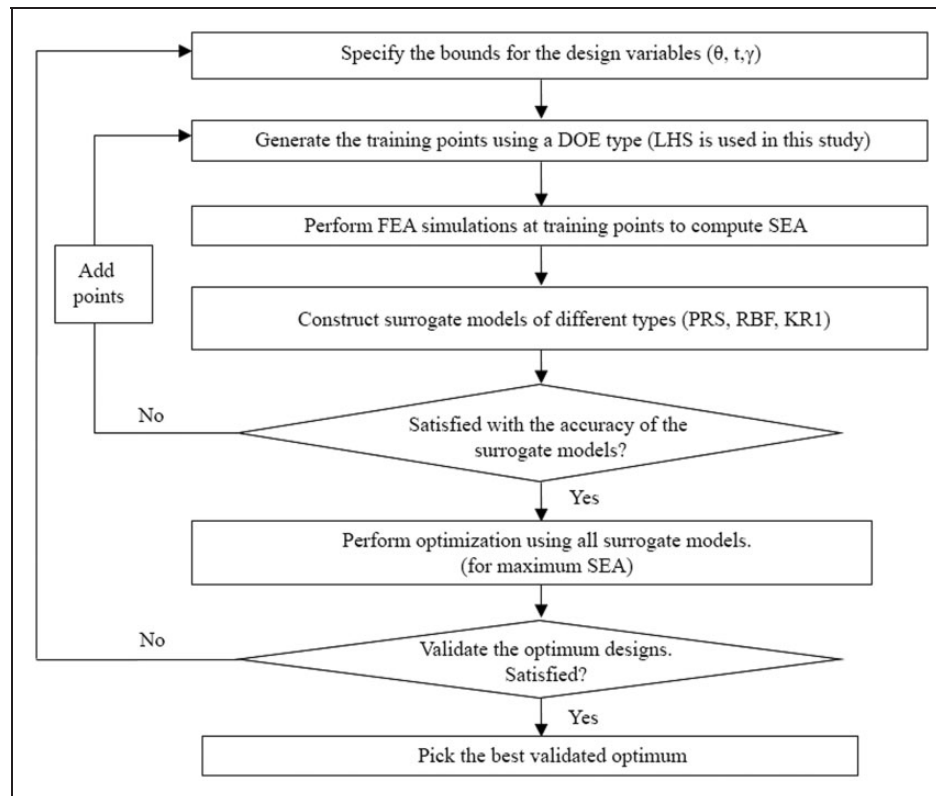 Specify the bounds for the design variables (θ, t,γ)
Generate the training points using a DOE type (LHS is used in this study)
Perform FEA simulations at training points to compute SEA
Add
points
Construct surrogate models of different types (PRS, RBF, KR1)
No
Satisfied with the accuracy of the
surrogate models?
Yes
Perform optimization using all surrogate models.
(for maximum SEA)
No
Validate the optimum designs.
Satisfied?
Yes
Pick the best validated optimum